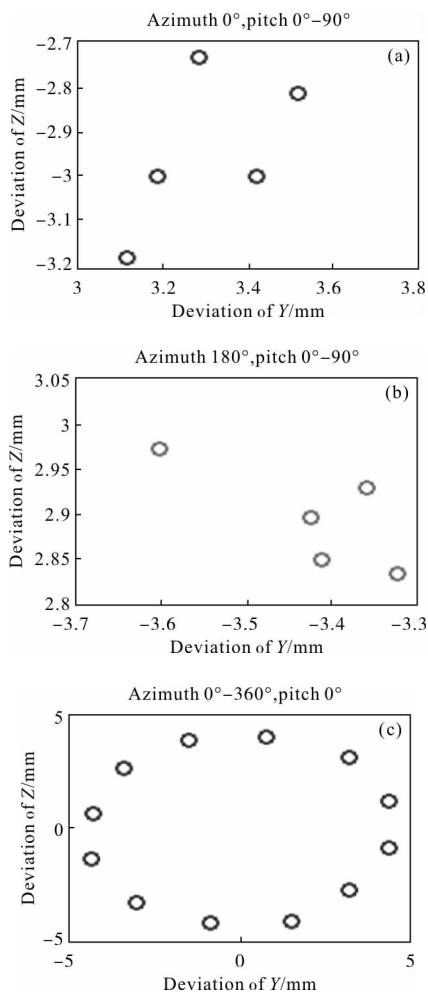 Azimuth 0°,pitch 0°−90°
(a)
−2.7
−2.8
−2.9
−3
−3.1
−3.2
Deviation of Z/mm
3 3.2 3.4 3.6 3.8
Deviation of Y/mm
Azimuth 180°,pitch 0°−90°
(b)
3.05
3
2.95
2.9
2.85
2.8
Deviation of Z/mm
−3.7 −3.6 −3.5 −3.4 −3.3
Deviation of Y/mm
Azimuth 0°−360°,pitch 0°
(c)
5
0
−5
Deviation of Z/mm
−5 0 5
Deviation of Y/mm